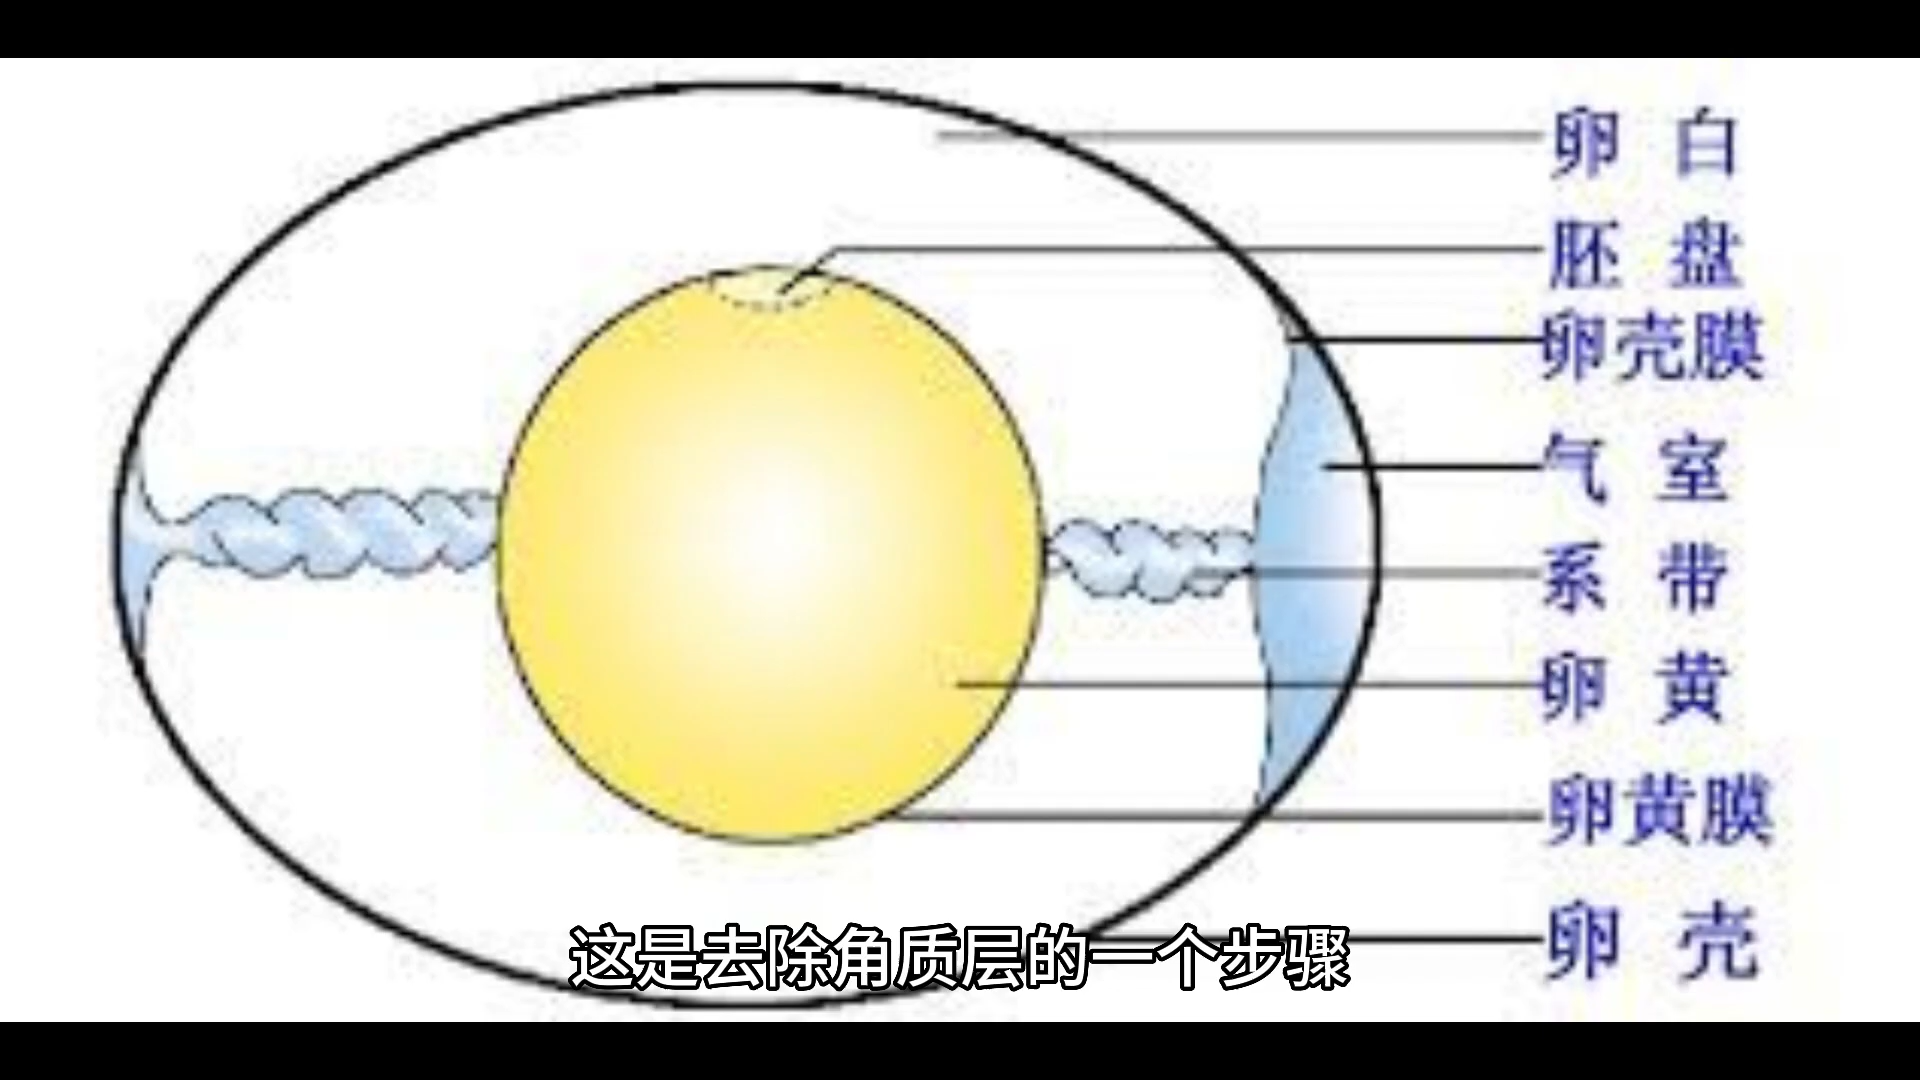 卵 白
胚 盘
卵壳膜
气 室
系 带
卵 黄
卵黄膜
卵 壳
这是去除角质层的一个步骤